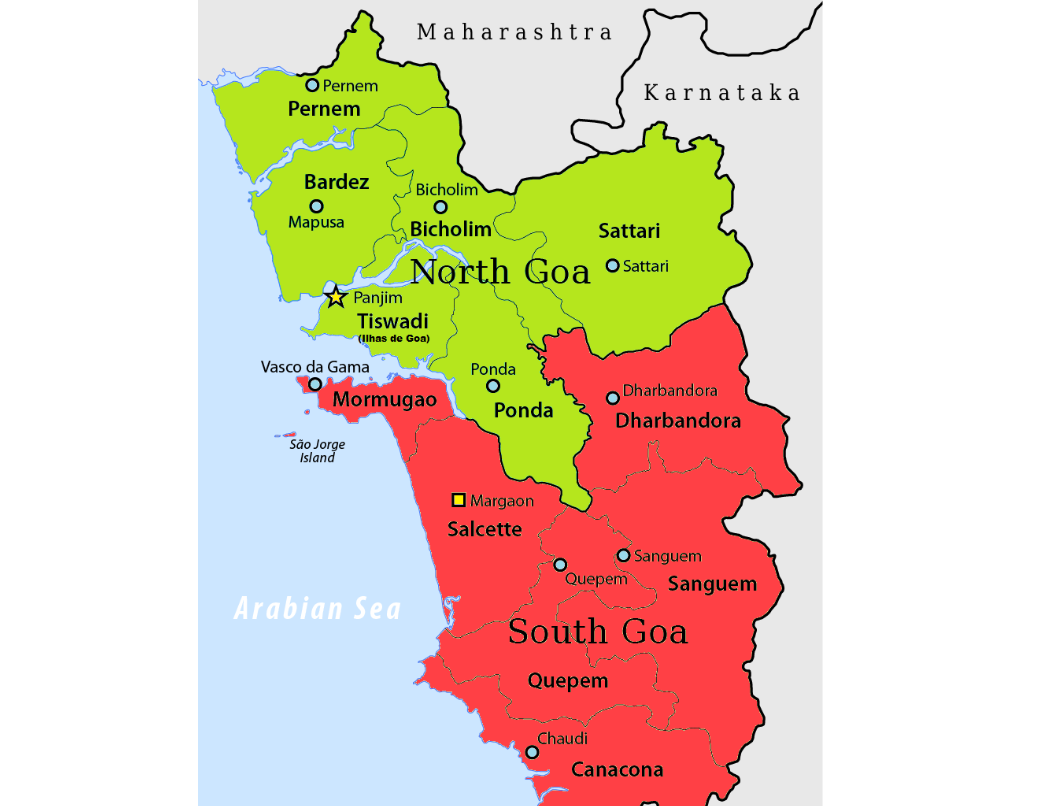 Maharashtra
Karnataka
Pernem
Pernem
Bardez
Mapusa
Bicholim
Bicholim
Sattari
Sattari
North Goa
Panjim
Tiswadi
(Ilhas de Goa)
Vasco da Gama
Mormugao
Ponda
Ponda
Dharbandora
Dharbandora
São Jorge
Island
Margaon
Salcette
Sanguem
Quepem
Sanguem
Arabian Sea
South Goa
Quepem
Chaudi
Canacona